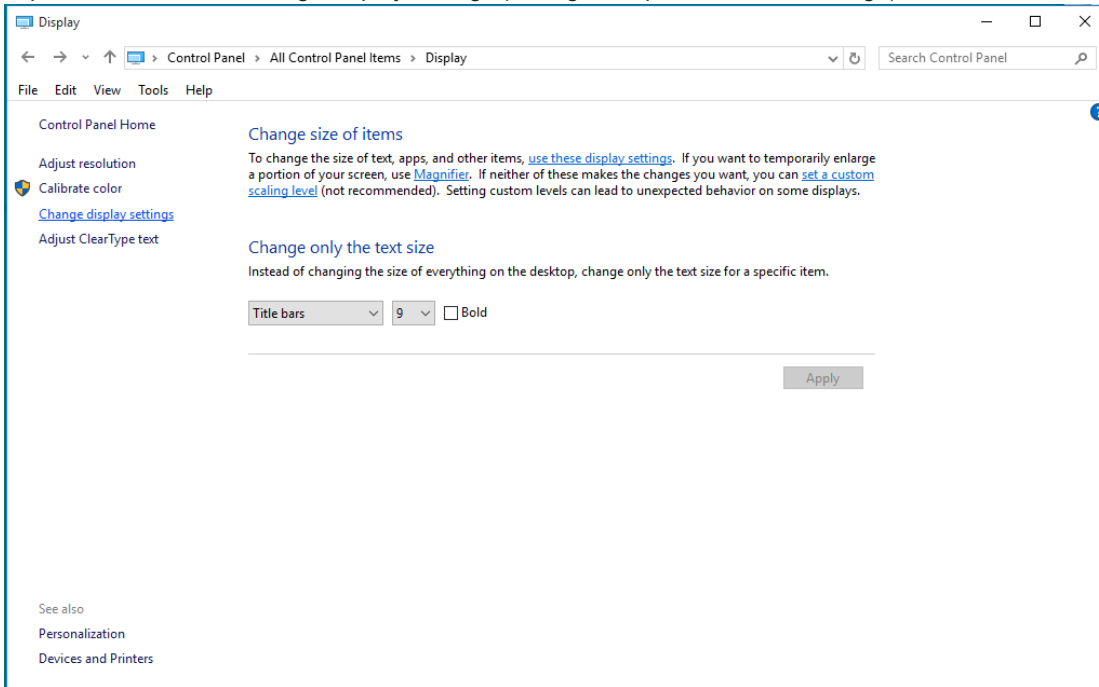 Display
Control Panel > All Control Panel Items > Display
Search Control Panel
File Edit View Tools Help
Control Panel Home
Adjust resolution
Calibrate color
Change display settings
Adjust ClearType text
Change size of items
To change the size of text, apps, and other items, use these display settings. If you want to temporarily enlarge
a portion of your screen, use Magnifier. If neither of these makes the changes you want, you can set a custom
scaling level (not recommended). Setting custom levels can lead to unexpected behavior on some displays.
Change only the text size
Instead of changing the size of everything on the desktop, change only the text size for a specific item.
Title bars 9 Bold
Apply
See also
Personalization
Devices and Printers